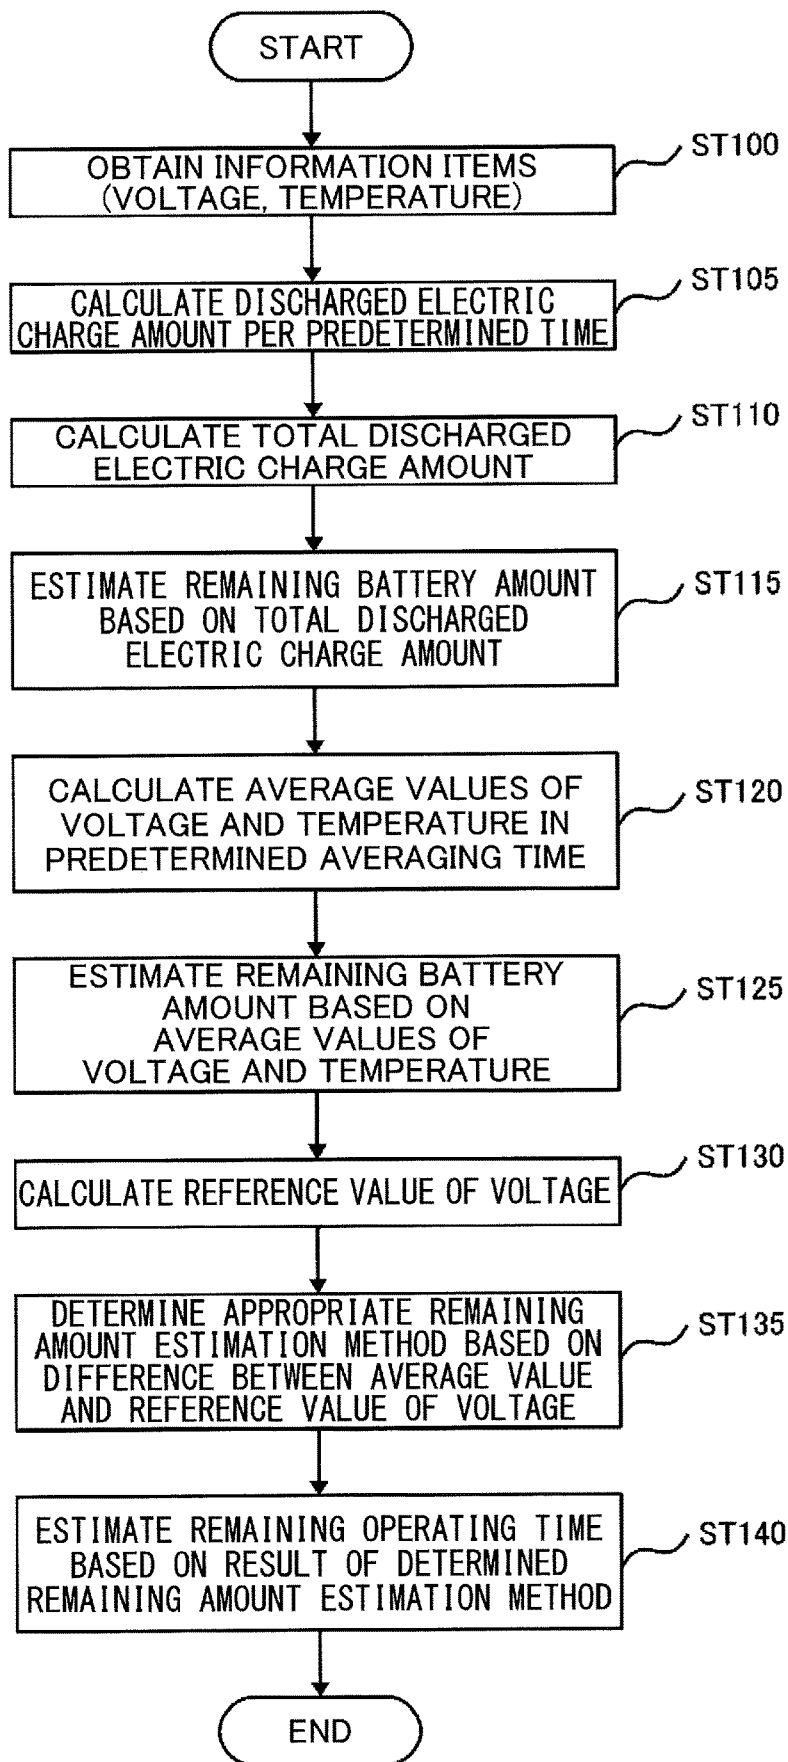 START
ST100
OBTAIN INFORMATION ITEMS
(VOLTAGE, TEMPERATURE)
ST105
CALCULATE DISCHARGED ELECTRIC
CHARGE AMOUNT PER PREDETERMINED TIME
ST110
CALCULATE TOTAL DISCHARGED
ELECTRIC CHARGE AMOUNT
ST115
ESTIMATE REMAINING BATTERY AMOUNT
BASED ON TOTAL DISCHARGED
ELECTRIC CHARGE AMOUNT
ST120
CALCULATE AVERAGE VALUES OF
VOLTAGE AND TEMPERATURE IN
PREDETERMINED AVERAGING TIME
ST125
ESTIMATE REMAINING BATTERY
AMOUNT BASED ON
AVERAGE VALUES OF
VOLTAGE AND TEMPERATURE
ST130
CALCULATE REFERENCE VALUE OF VOLTAGE
ST135
DETERMINE APPROPRIATE REMAINING
AMOUNT ESTIMATION METHOD BASED ON
DIFFERENCE BETWEEN AVERAGE VALUE
AND REFERENCE VALUE OF VOLTAGE
ST140
ESTIMATE REMAINING OPERATING TIME
BASED ON RESULT OF DETERMINED
REMAINING AMOUNT ESTIMATION METHOD
END